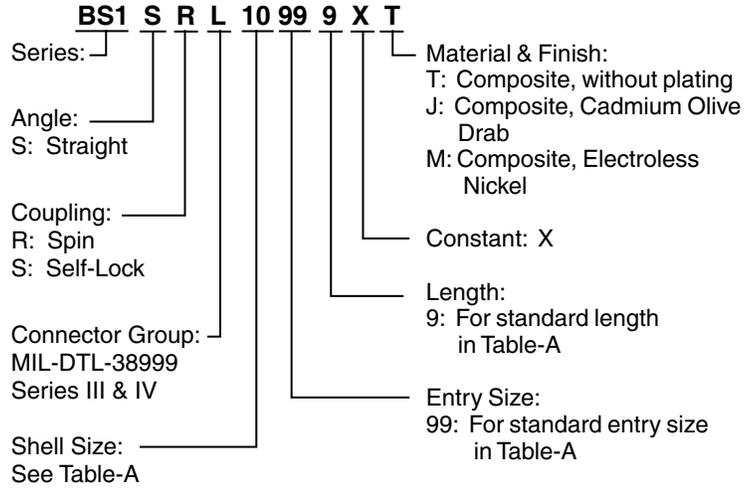 BS1 S R L 10 99 9 X T
Series:
Angle:
S: Straight
Coupling:
R: Spin
S: Self-Lock
Connector Group:
MIL-DTL-38999
Series III & IV
Shell Size:
See Table-A
Material & Finish:
T: Composite, without plating
J: Composite, Cadmium Olive
Drab
M: Composite, Electroless
Nickel
Constant: X
Length:
9: For standard length
in Table-A
Entry Size:
99: For standard entry size
in Table-A